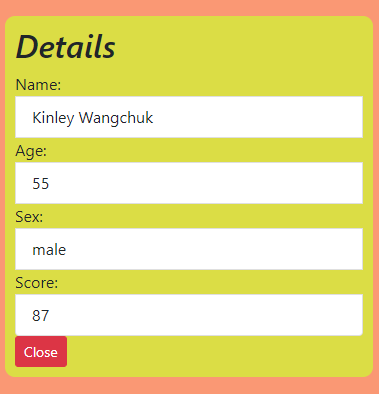 Details
Name:
Kinley Wangchuk
Age:
55
Sex:
male
Score:
87
Close